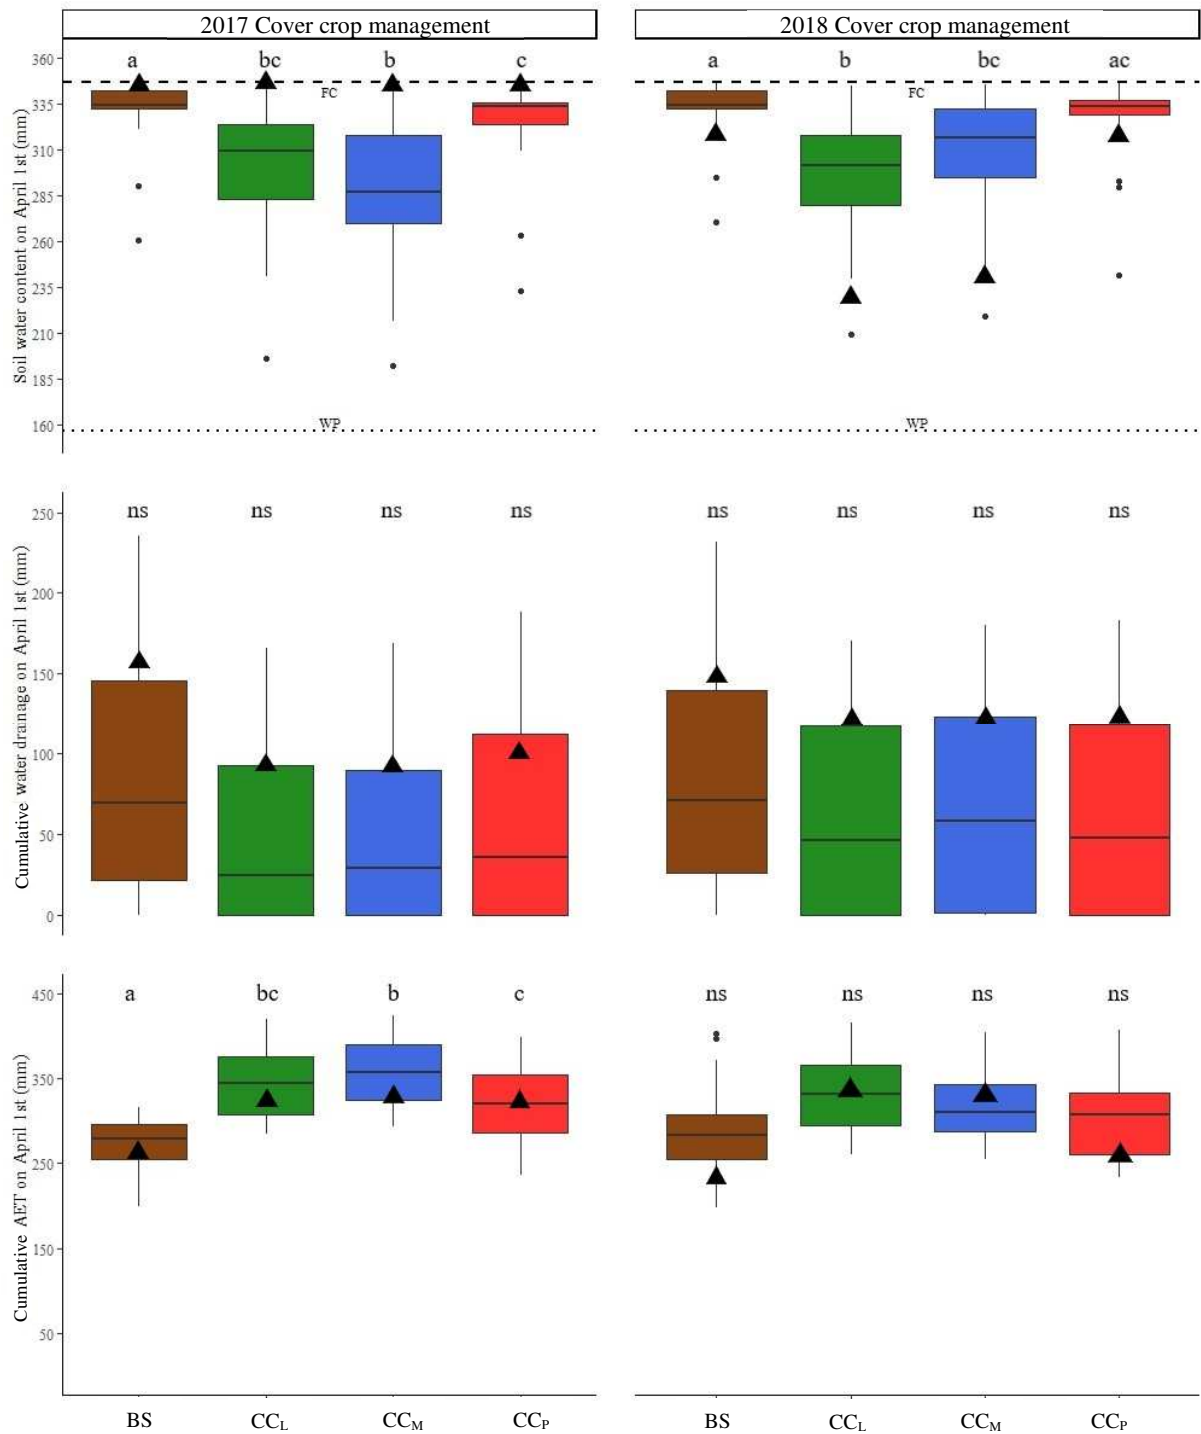 2017 Cover crop management
2018 Cover crop management
Soil water content on April 1st (mm)
360
335
310
285
260
235
210
185
160
a
bc
b
c
FC
WP
a
b
bc
ac
FC
WP
Cumulative water drainage on April 1st (mm)
250
200
150
100
50
0
ns
ns
ns
ns
ns
ns
ns
ns
Cumulative AET on April 1st (mm)
450
350
250
150
50
a
bc
b
c
ns
ns
ns
ns
BS
CCL
CCM
CCP
BS
CCL
CCM
CCP